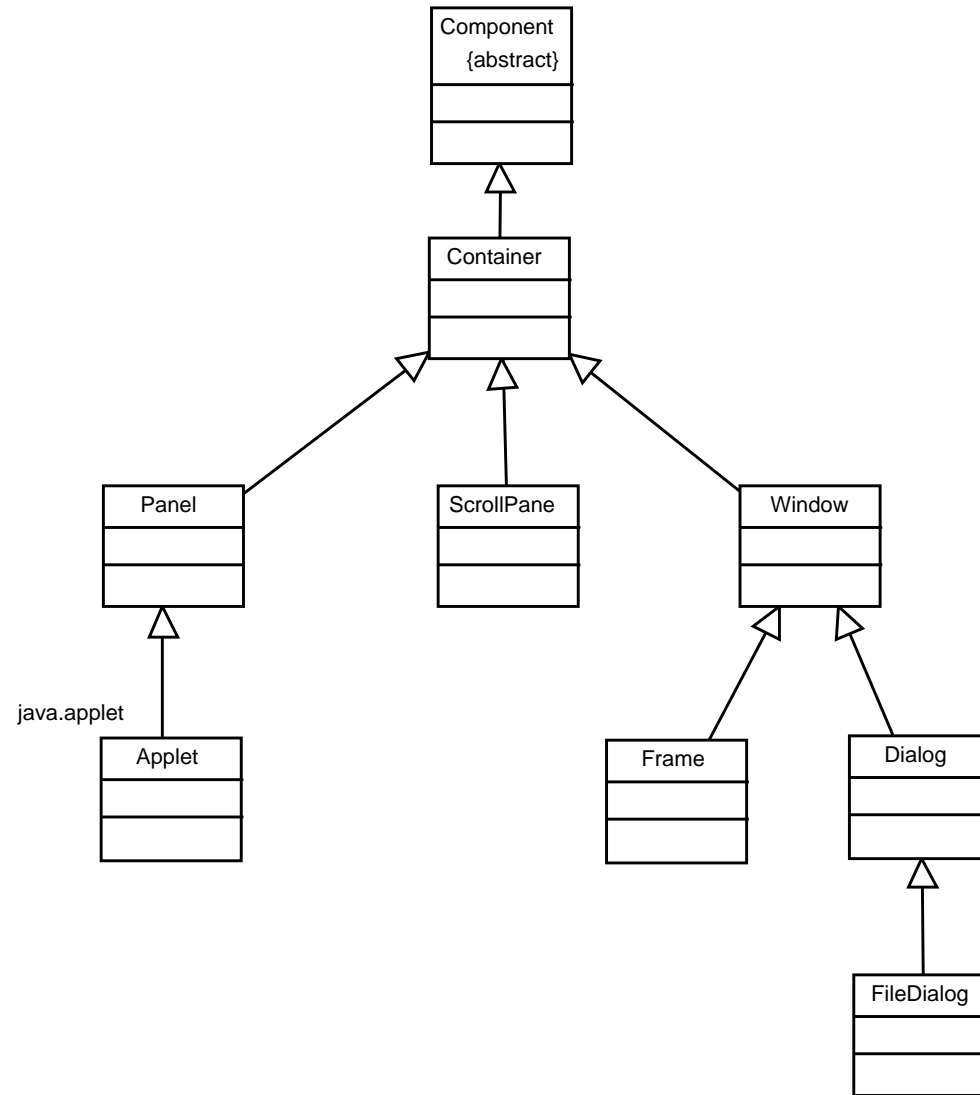 Component
{abstract}
Container
Panel
ScrollPane
Window
java.applet
Applet
Frame
Dialog
FileDialog